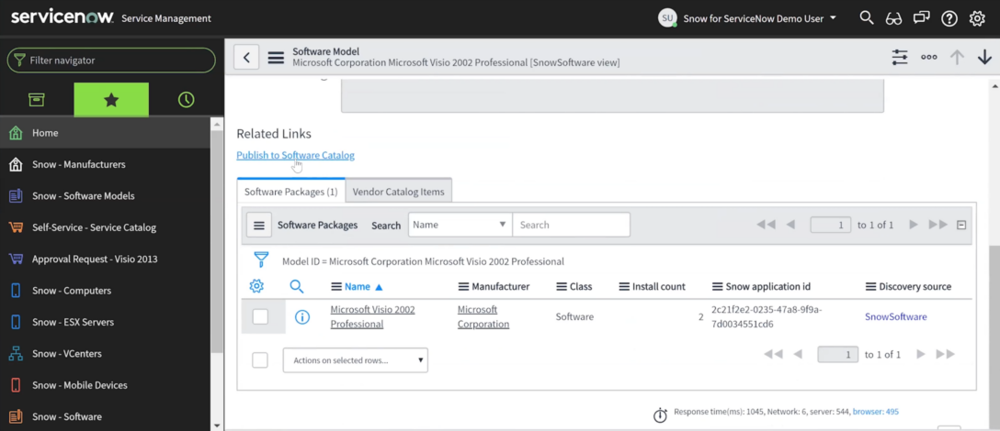 servicenow Service Management
SU Snow for ServiceNow Demo User
Filter navigator
Software Model
Microsoft Corporation Microsoft Visio 2002 Professional [SnowSoftware view]
Home
Snow - Manufacturers
Snow - Software Models
Self-Service - Service Catalog
Approval Request - Visio 2013
Snow - Computers
Snow - ESX Servers
Snow - VCenters
Snow - Mobile Devices
Snow - Software
Related Links
Publish to Software Catalog
Software Packages (1) Vendor Catalog Items
Software Packages Search Name Search 1 to 1 of 1
Model ID = Microsoft Corporation Microsoft Visio 2002 Professional
Name Manufacturer Class Install count Snow application id Discovery source
Microsoft Visio 2002 Professional
Microsoft Corporation
Software
2
2c21f2e2-0235-47a8-9f9a-
7d0034551cd6
SnowSoftware
Actions on selected rows... 1 to 1 of 1
Response time(ms): 1045, Network: 6, server: 544, browser: 495